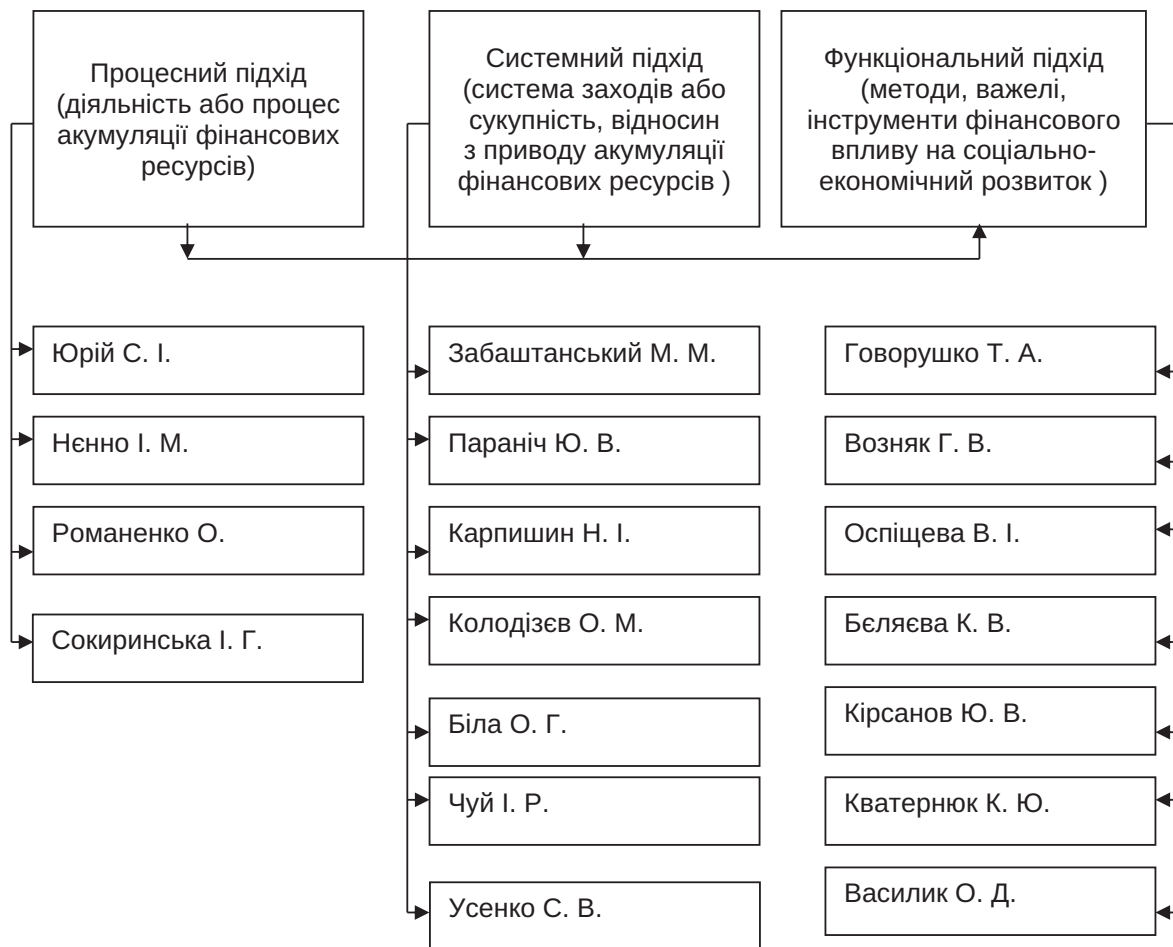 Процесний підхід
(діяльність або процес
акумуляції фінансових
ресурсів)
Системний підхід
(система заходів або
сукупність, відносин
з приводу акумуляції
фінансових ресурсів )
Функціональний підхід
(методи, важелі,
інструменти фінансового
впливу на соціально-
економічний розвиток )
Юрій С. І.
Нєнно І. М.
Романенко О.
Сокиринська І. Г.
Забаштанський М. М.
Параніч Ю. В.
Карпишин Н. І.
Колодізєв О. М.
Біла О. Г.
Чуй І. Р.
Усенко С. В.
Говорушко Т. А.
Возняк Г. В.
Оспіщева В. І.
Бєляєва К. В.
Кірсанов Ю. В.
Кватернюк К. Ю.
Василик О. Д.